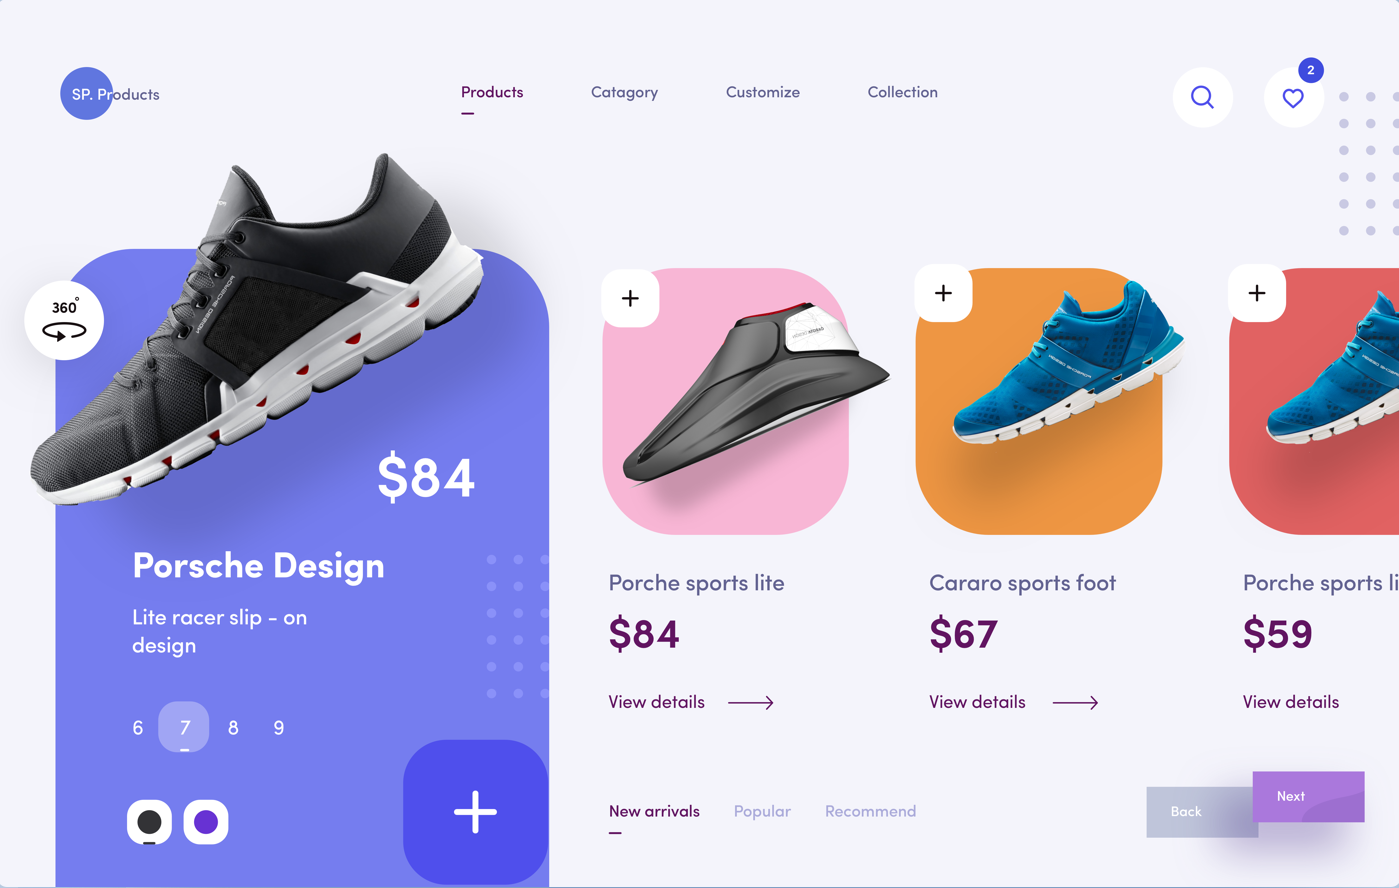 SP. Products
Products
Catagory
Customize
Collection
2
360°
$84
Porsche Design
Lite racer slip - on
design
6 7 8 9
Porche sports lite
$84
View details
Cararo sports foot
$67
View details
Porche sports li
$59
View details
New arrivals
Popular
Recommend
Back
Next